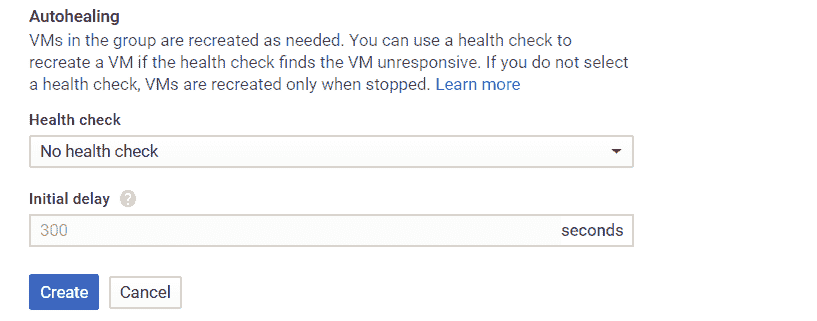 Autohealing
VMs in the group are recreated as needed. You can use a health check to
recreate a VM if the health check finds the VM unresponsive. If you do not select
a health check, VMs are recreated only when stopped. Learn more
Health check
No health check
Initial delay ?
300 seconds
Create Cancel